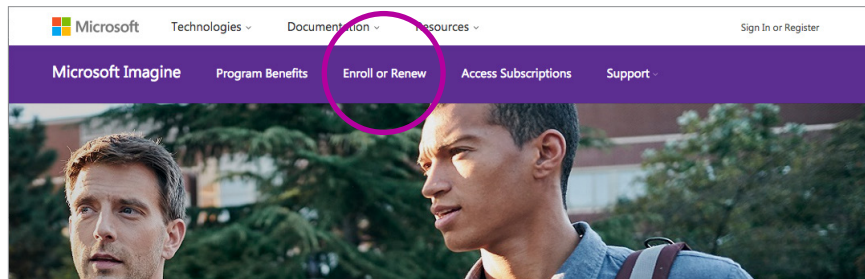 Microsoft Technologies Documentation Resources Sign In or Register
Microsoft Imagine Program Benefits Enroll or Renew Access Subscriptions Support